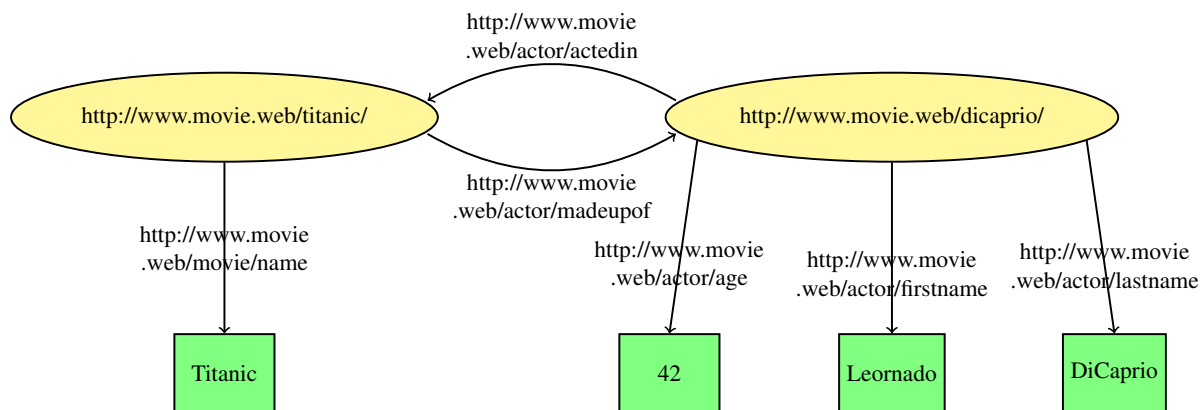 http://www.movie
.web/actor/actedin
http://www.movie.web/titanic/
http://www.movie.web/dicaprio/
http://www.movie
.web/actor/madeupof
http://www.movie
.web/movie/name
http://www.movie
.web/actor/age
http://www.movie
.web/actor/firstname
http://www.movie
.web/actor/lastname
Titanic
42
Leornado
DiCaprio